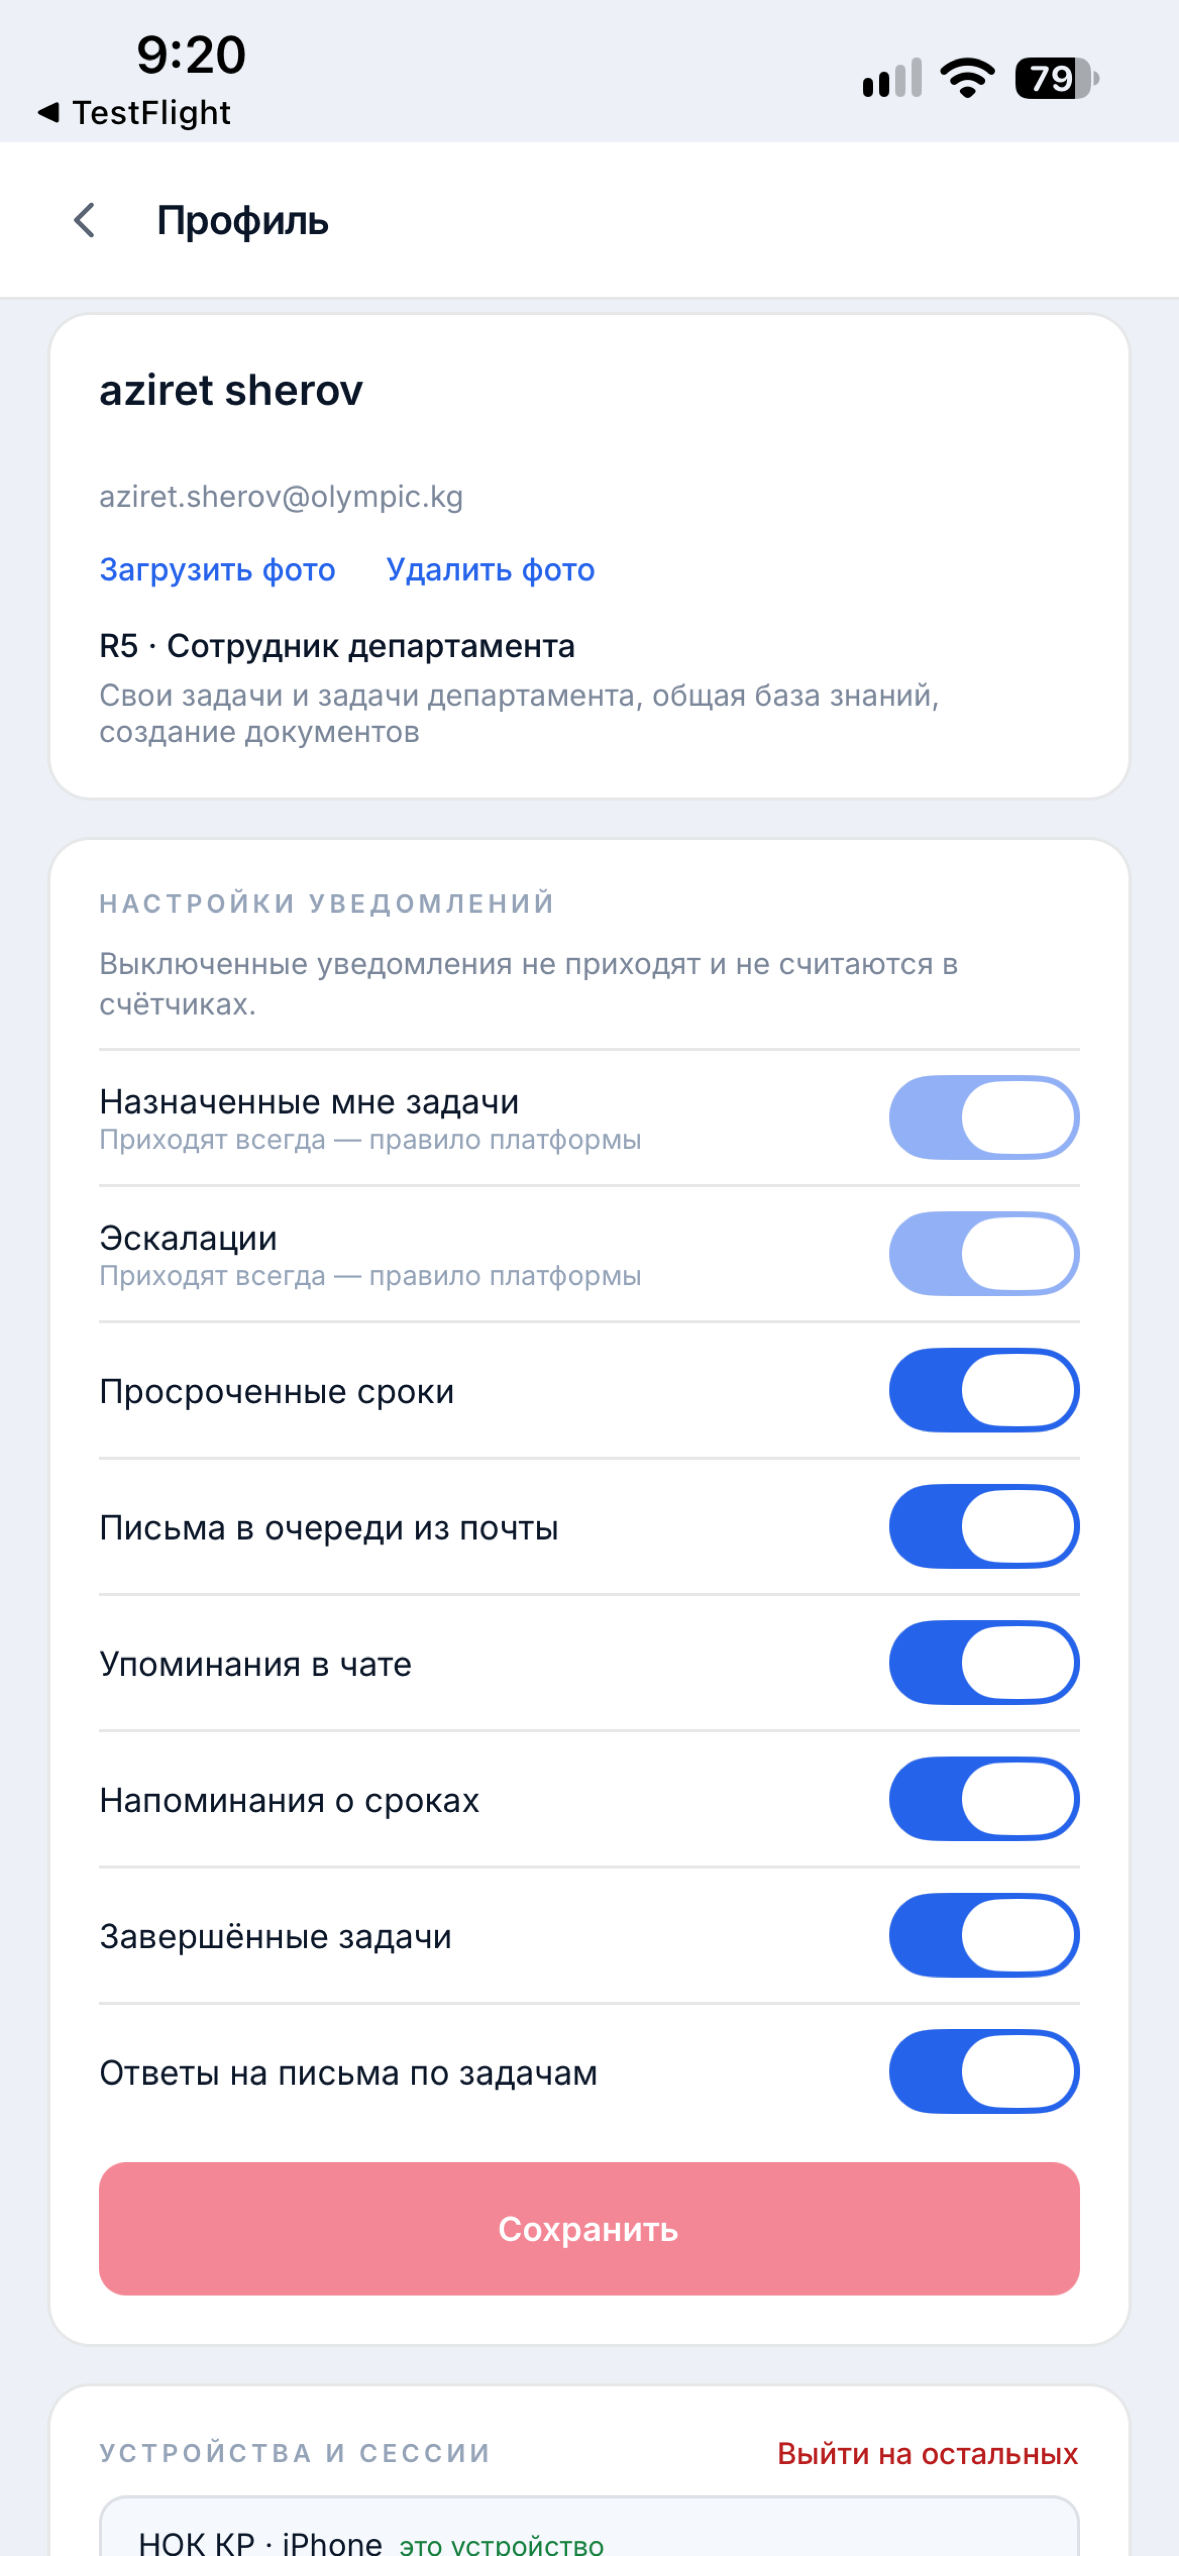 9:20
79
◀ TestFlight
Профиль
aziret sherov
aziret.sherov@olympic.kg
Загрузить фото Удалить фото
R5 · Сотрудник департамента
Свои задачи и задачи департамента, общая база знаний,
создание документов
НАСТРОЙКИ УВЕДОМЛЕНИЙ
Выключенные уведомления не приходят и не считаются в
счётчиках.
Назначенные мне задачи
Приходят всегда — правило платформы
Эскалации
Приходят всегда — правило платформы
Просроченные сроки
Письма в очереди из почты
Упоминания в чате
Напоминания о сроках
Завершённые задачи
Ответы на письма по задачам
Сохранить
УСТРОЙСТВА И СЕССИИ Выйти на остальных
НОК КР · iPhone это устройство